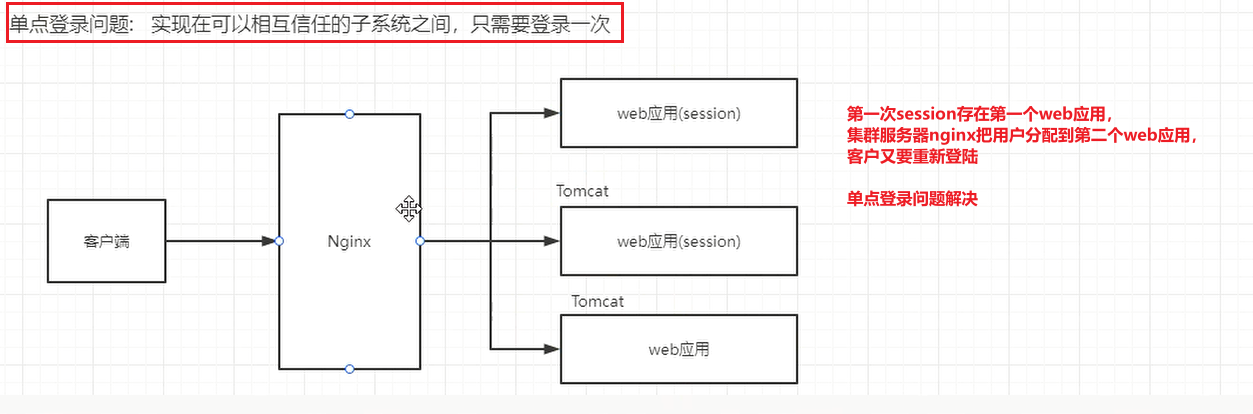 单点登录问题： 实现在可以相互信任的子系统之间，只需要登录一次
web应用(session)
第一次session存在第一个web应用，
集群服务器nginx把用户分配到第二个web应用，
客户又要重新登陆
单点登录问题解决
Tomcat
客户端
Nginx
web应用(session)
Tomcat
web应用